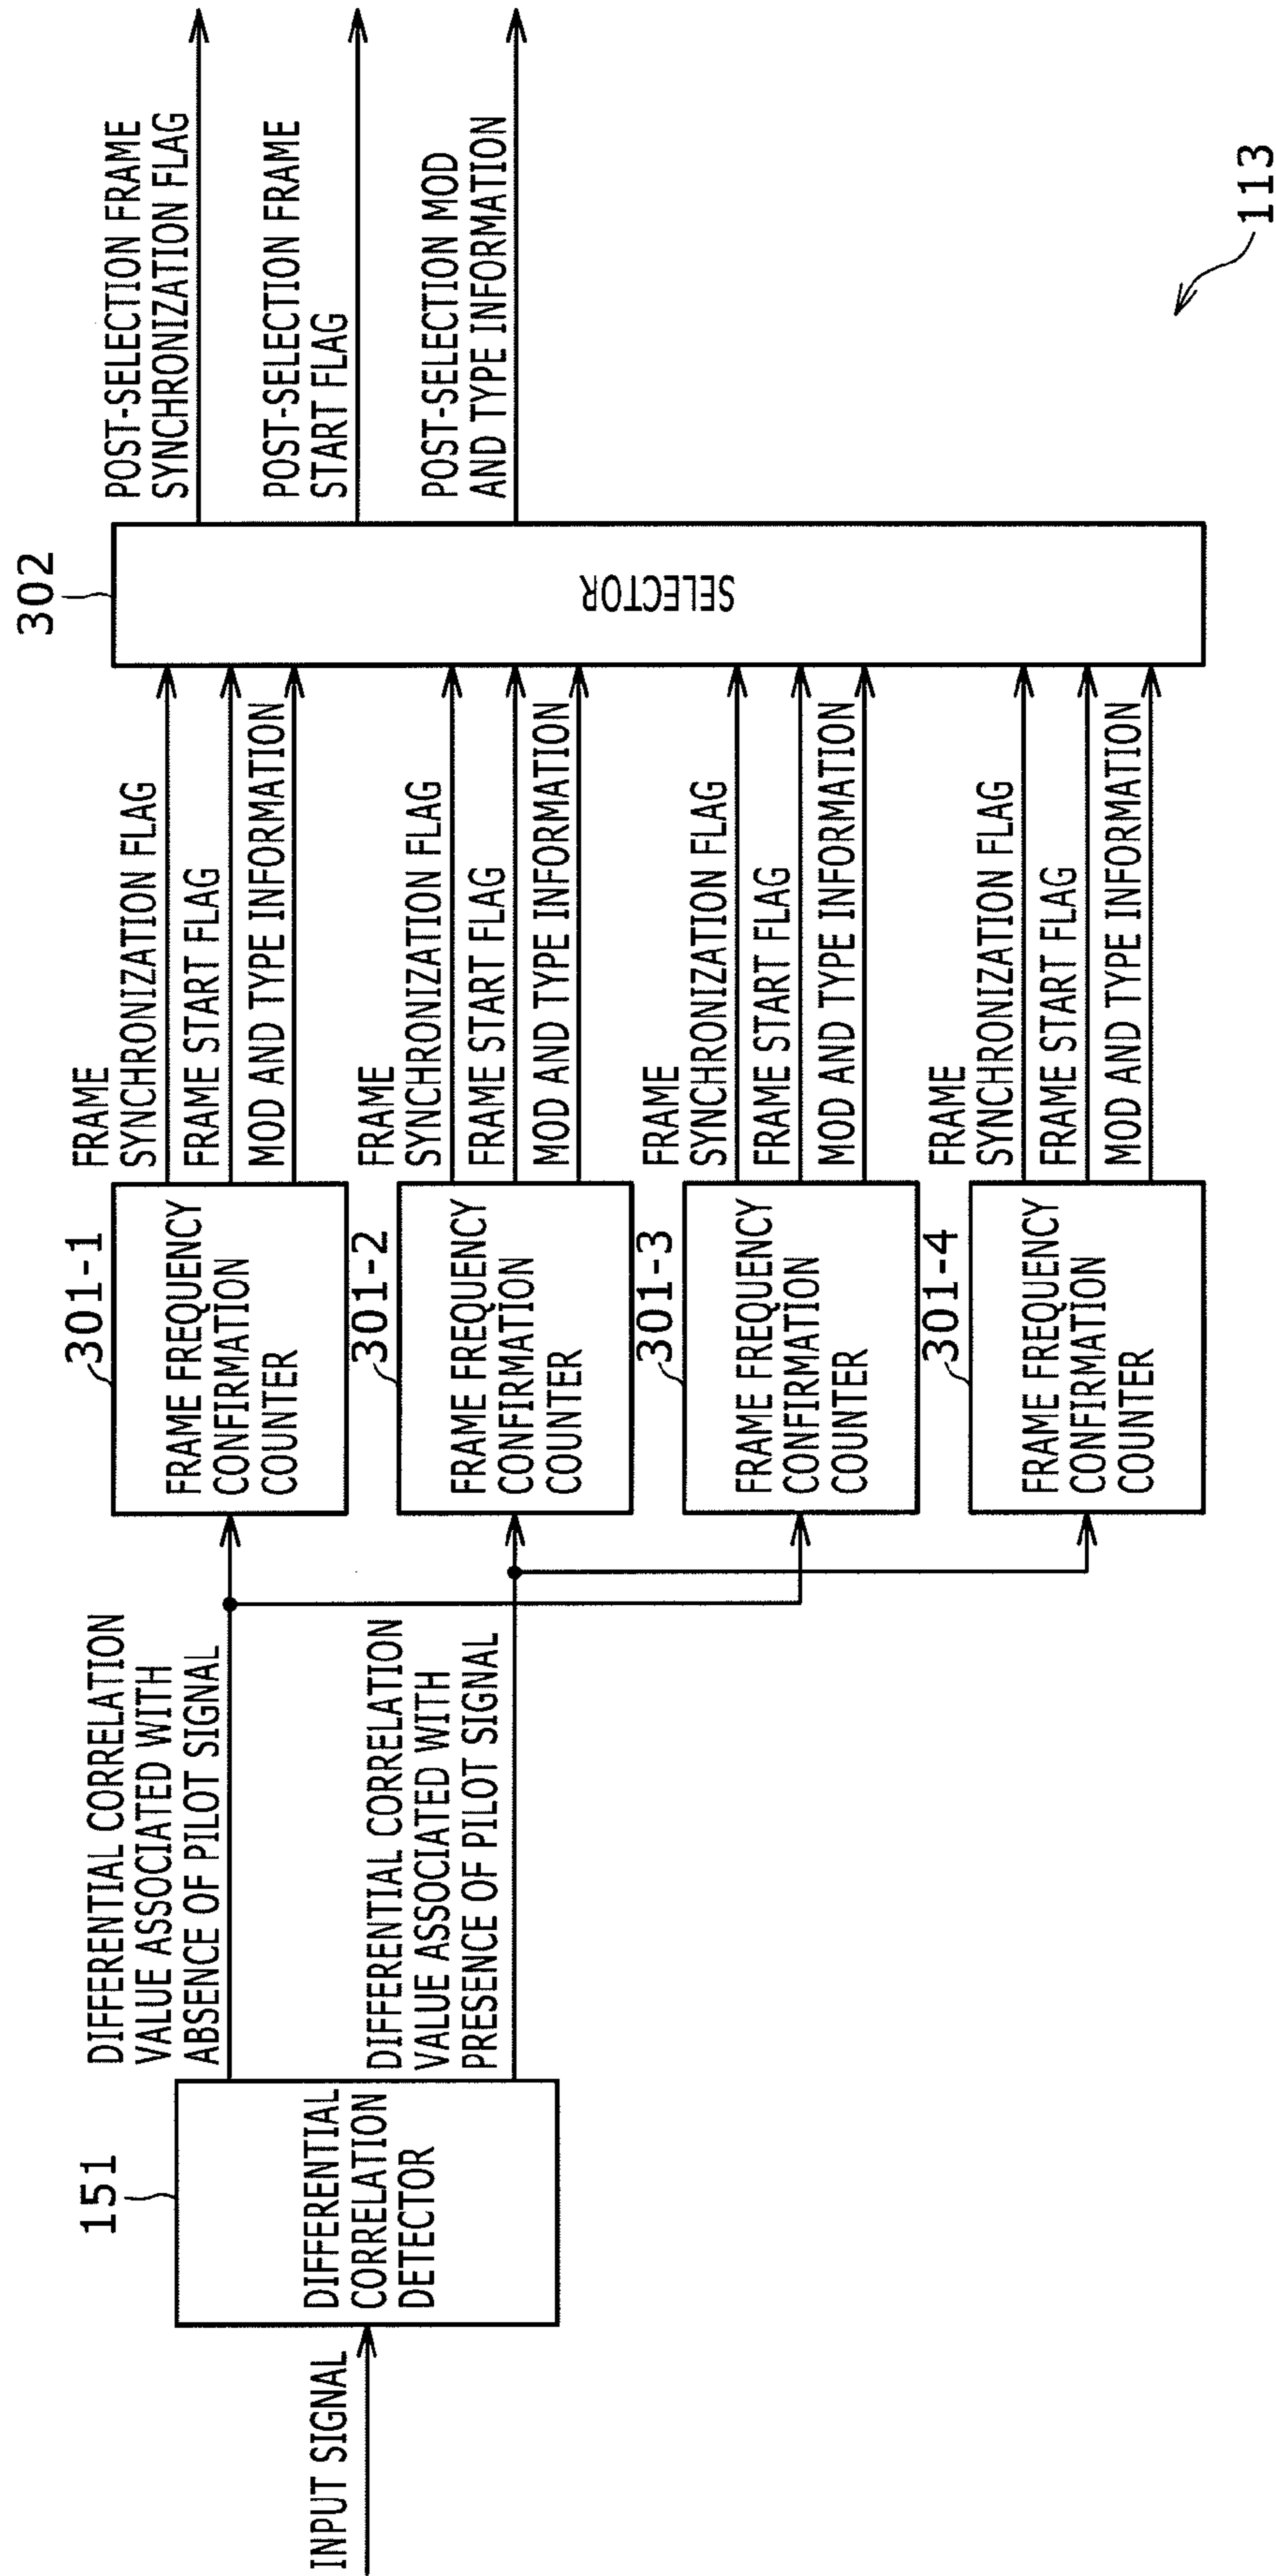 INPUT SIGNAL
151
DIFFERENTIAL
CORRELATION
DETECTOR
DIFFERENTIAL CORRELATION
VALUE ASSOCIATED WITH
ABSENCE OF PILOT SIGNAL
DIFFERENTIAL CORRELATION
VALUE ASSOCIATED WITH
PRESENCE OF PILOT SIGNAL
301-1
FRAME FREQUENCY
CONFIRMATION
COUNTER
301-2
FRAME FREQUENCY
CONFIRMATION
COUNTER
301-3
FRAME FREQUENCY
CONFIRMATION
COUNTER
301-4
FRAME FREQUENCY
CONFIRMATION
COUNTER
FRAME
SYNCHRONIZATION FLAG
FRAME START FLAG
MOD AND TYPE INFORMATION
FRAME
SYNCHRONIZATION FLAG
FRAME START FLAG
MOD AND TYPE INFORMATION
FRAME
SYNCHRONIZATION FLAG
FRAME START FLAG
MOD AND TYPE INFORMATION
FRAME
SYNCHRONIZATION FLAG
FRAME START FLAG
MOD AND TYPE INFORMATION
302
SELECTOR
POST-SELECTION FRAME
SYNCHRONIZATION FLAG
POST-SELECTION FRAME
START FLAG
POST-SELECTION MOD
AND TYPE INFORMATION
113